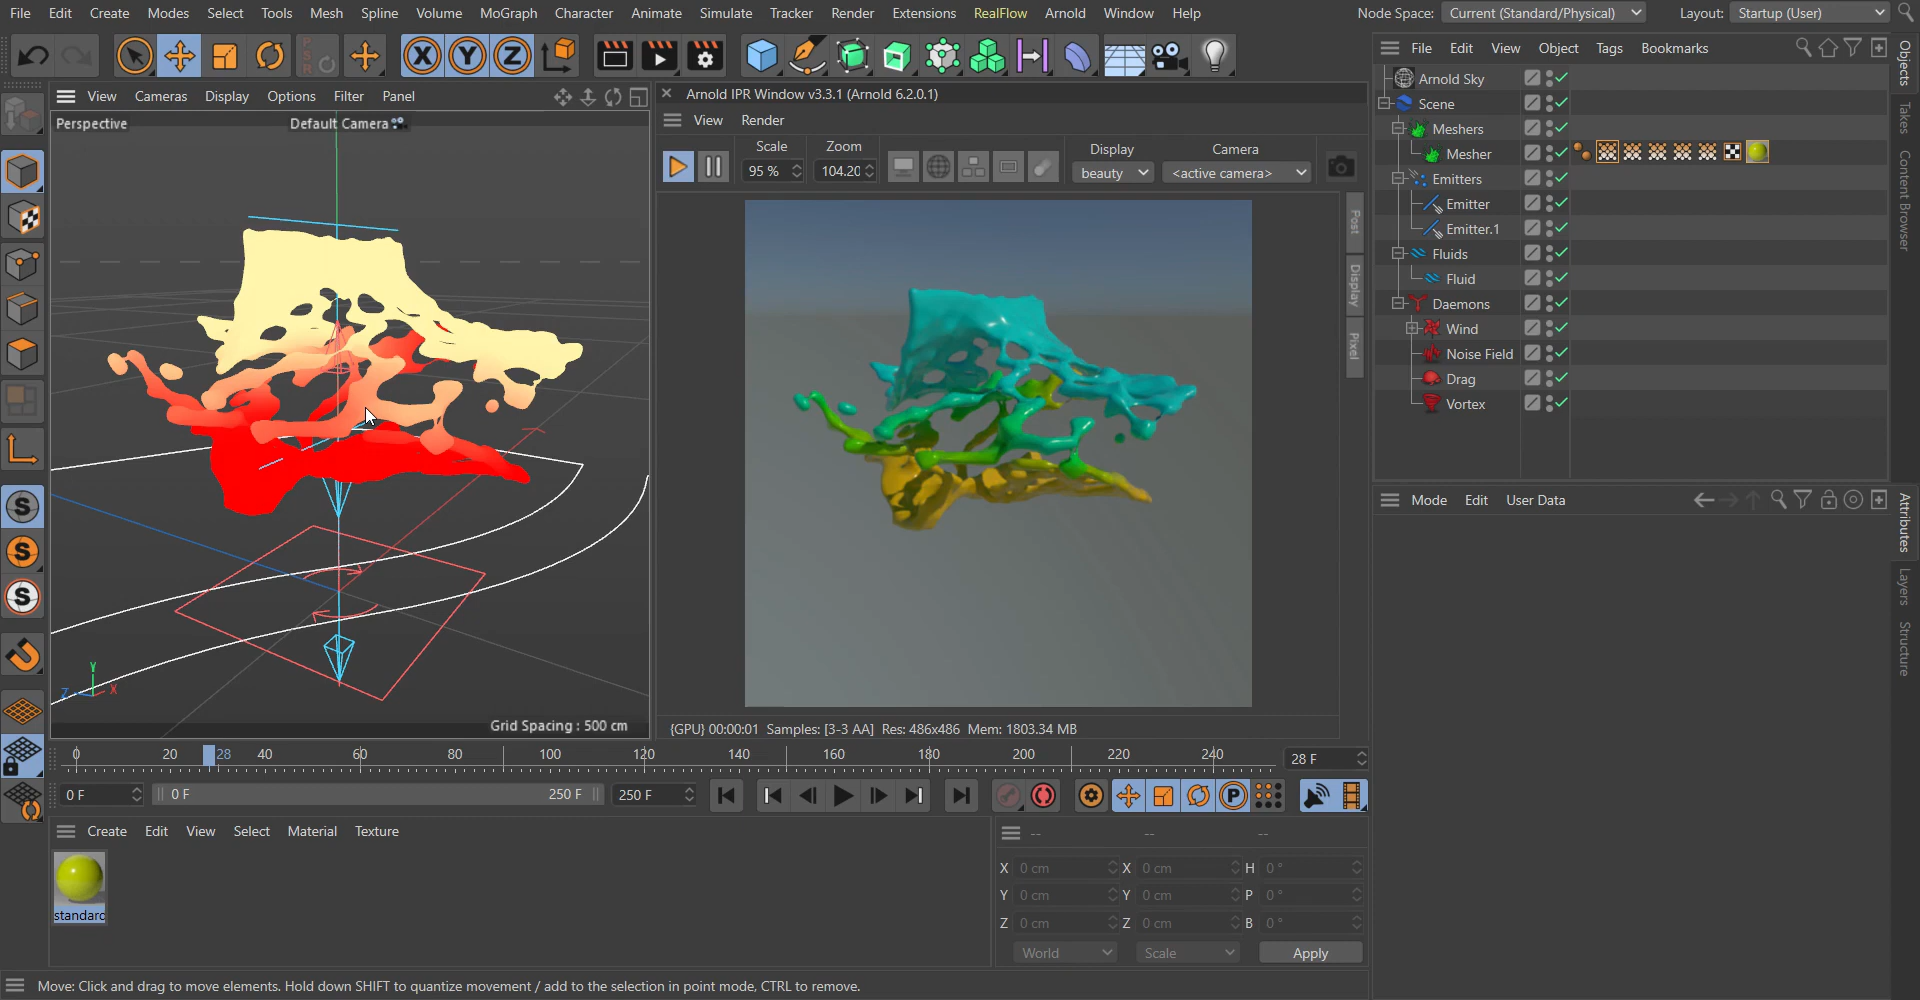 File Edit Create Modes Select Tools Mesh Spline Volume MoGraph Character Animate Simulate Tracker Render Extensions RealFlow Arnold Window Help
Node Space: Current (Standard/Physical) Layout: Startup (User)
P
S
R
X Y Z
File Edit View Object Tags Bookmarks
Objects
Takes
Content Browser
Arnold Sky
Scene
Meshers
Mesher
Emitters
Emitter
Emitter.1
Fluids
Fluid
Daemons
Wind
Noise Field
Drag
Vortex
View Cameras Display Options Filter Panel
Perspective
Default Camera
Y
Z X
Grid Spacing : 500 cm
Arnold IPR Window v3.3.1 (Arnold 6.2.0.1)
View Render
Scale Zoom Display Camera
95 % 104.20 beauty <active camera>
Post
Display
Pixel
{GPU} 00:00:01 Samples: [3-3 AA] Res: 486x486 Mem: 1803.34 MB
S
S
S
0 20 28 40 60 80 100 120 140 160 180 200 220 240
28 F
0 F 0 F 250 F 250 F
P
Create Edit View Select Material Texture
standard
-- -- --
X 0 cm X 0 cm H 0 °
Y 0 cm Y 0 cm P 0 °
Z 0 cm Z 0 cm B 0 °
World Scale Apply
Mode Edit User Data
Attributes
Layers
Structure
Move: Click and drag to move elements. Hold down SHIFT to quantize movement / add to the selection in point mode, CTRL to remove.